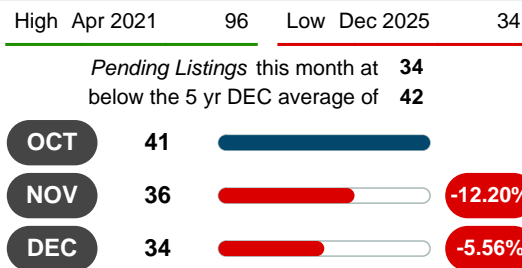 High Apr 2021 96 Low Dec 2025 34
Pending Listings this month at 34
below the 5 yr DEC average of 42
OCT 41
NOV 36 -12.20%
DEC 34 -5.56%